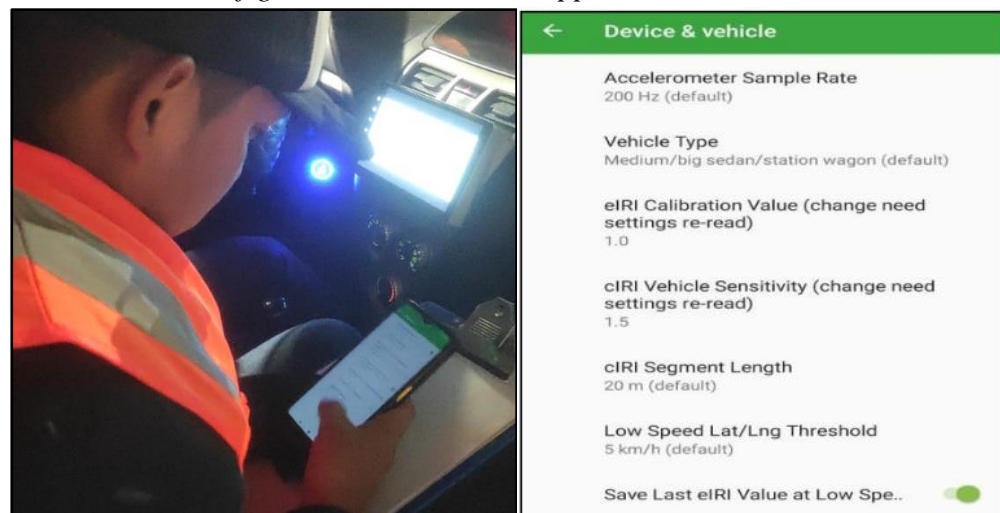 Device & vehicle
Accelerometer Sample Rate
200 Hz (default)
Vehicle Type
Medium/big sedan/station wagon (default)
eIRI Calibration Value (change need
settings re-read)
1.0
cIRI Vehicle Sensitivity (change need
settings re-read)
1.5
cIRI Segment Length
20 m (default)
Low Speed Lat/Lng Threshold
5 km/h (default)
Save Last eIRI Value at Low Spe..